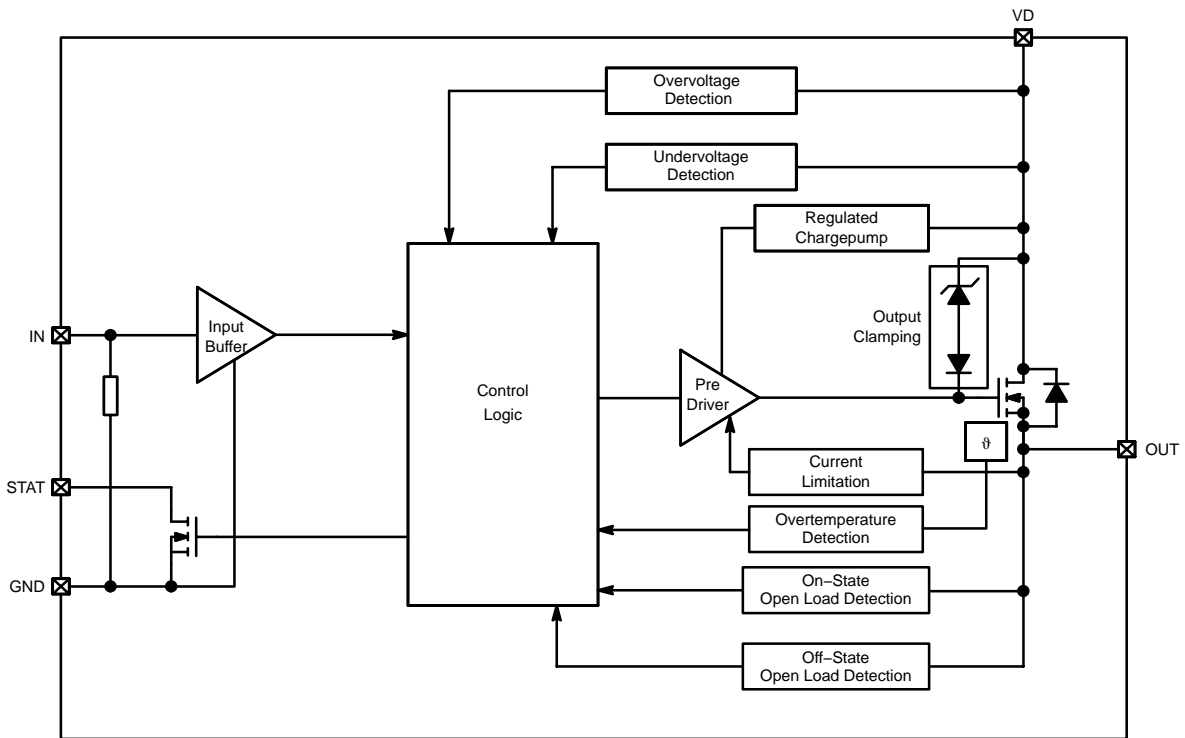 VD
Overvoltage
Detection
Undervoltage
Detection
Regulated
Chargepump
Output
Clamping
IN
Input
Buffer
Control
Logic
Pre
Driver
ϑ
OUT
Current
Limitation
STAT
Overtemperature
Detection
GND
On−State
Open Load Detection
Off−State
Open Load Detection